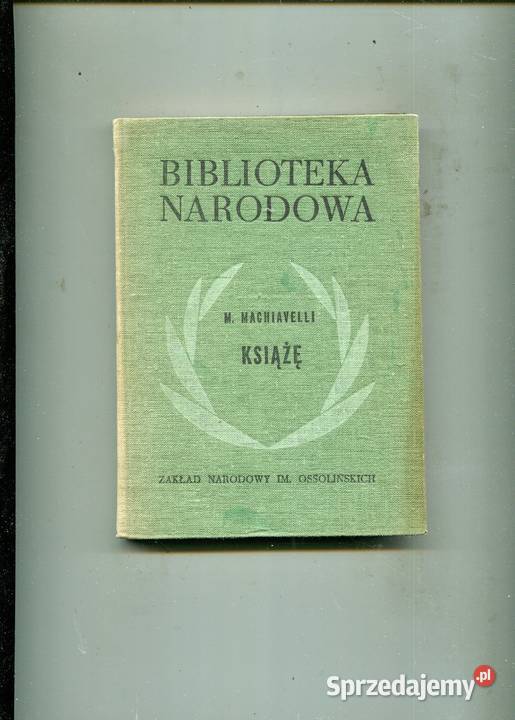 BIBLIOTEKA
NARODOWA
M. MACHIAVELLI
KSIĄŻĘ
ZAKŁAD NARODOWY IM. OSSOLIŃSKICH
Sprzedajemy.pl